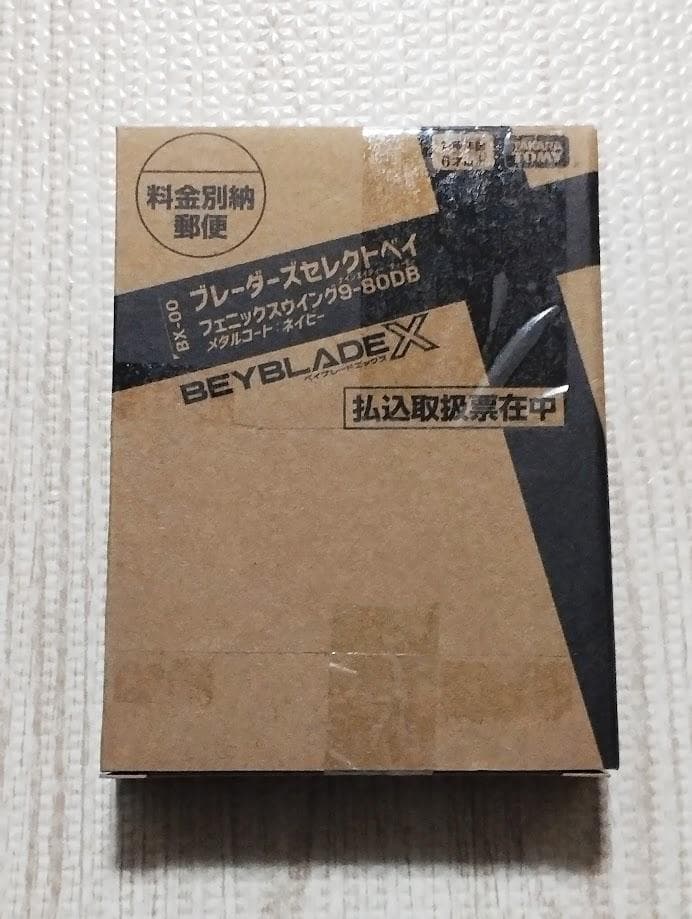 料金別納
郵便
TAKARA
TOMY
BX-00
ブレーダーズセレクトベイ
フェニックスウイング9-80DB
メタルコート:ネイビー
BEYBLADE X
ベイブレードエックス
払込取扱票在中